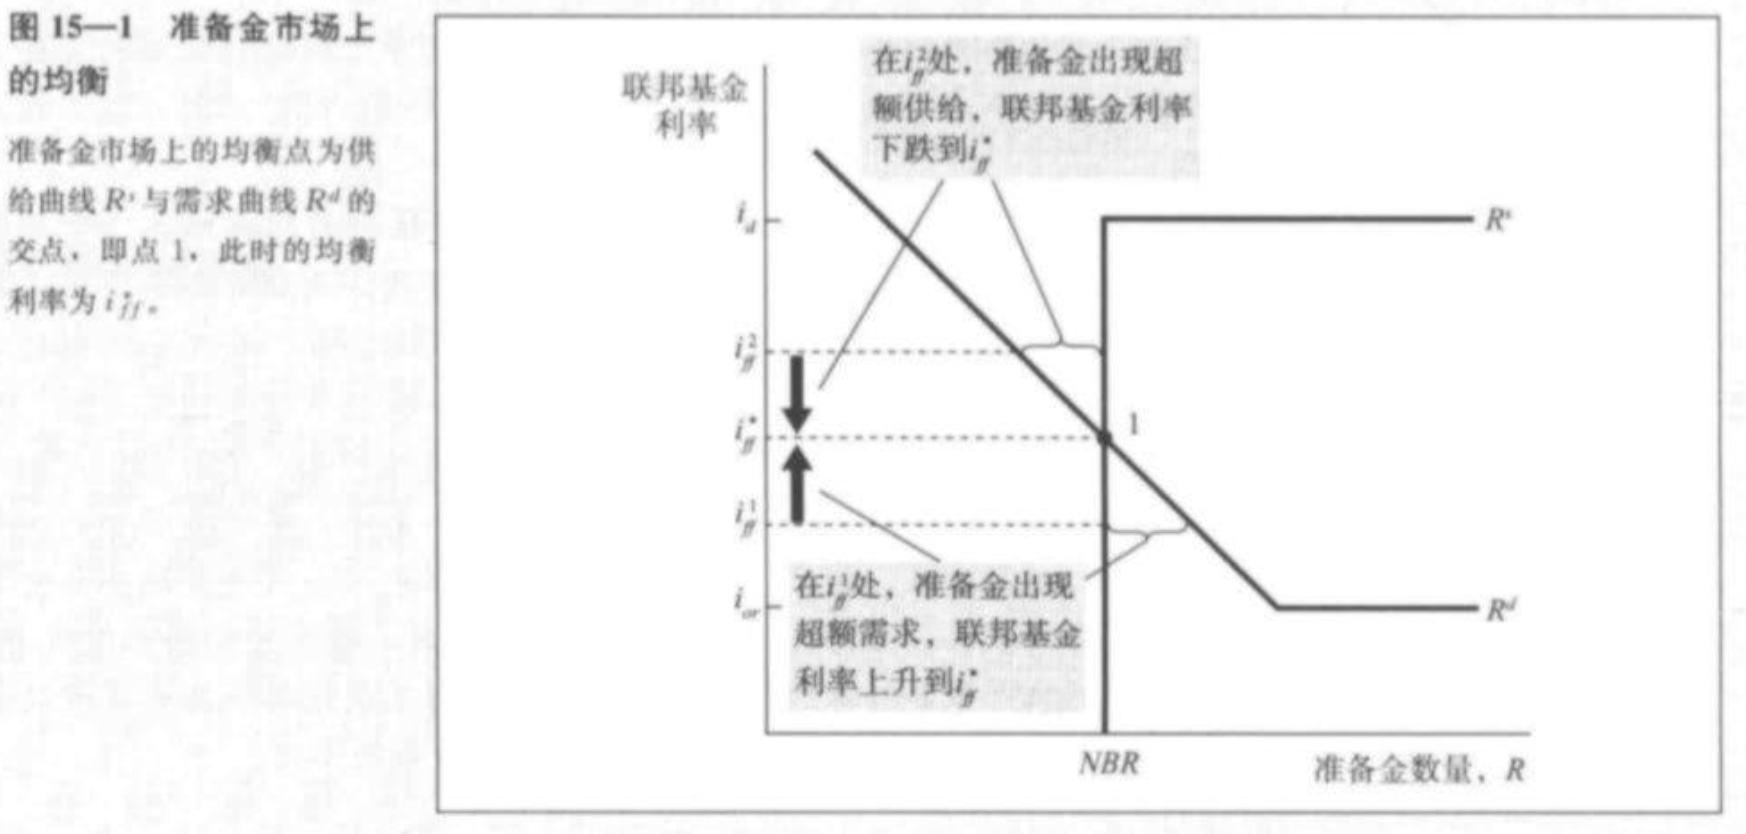 图 15—1 准备金市场上
的均衡
准备金市场上的均衡点为供
给曲线 Rˢ 与需求曲线 Rᵈ 的
交点，即点 1，此时的均衡
利率为 i*ff。
联邦基金
利率
在i²ff处，准备金出现超
额供给，联邦基金利率
下跌到i*ff
id
Rˢ
i²ff
i*ff
1
i¹ff
在i¹ff处，准备金出现
超额需求，联邦基金
利率上升到i*ff
ior
Rᵈ
NBR
准备金数量，R